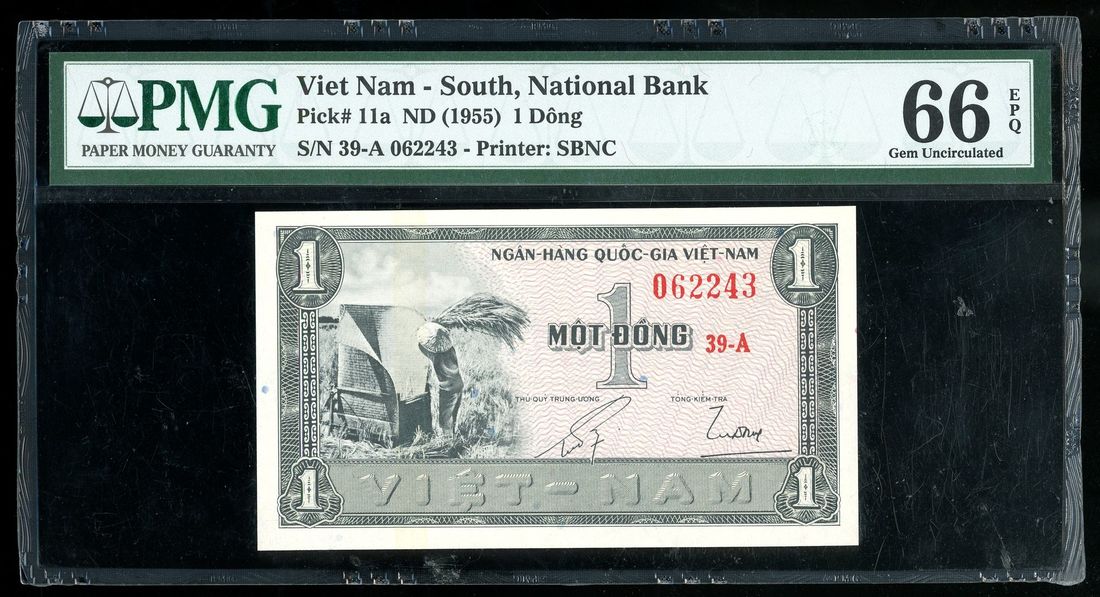 PMG
PAPER MONEY GUARANTY
Viet Nam - South, National Bank
Pick# 11a ND (1955) 1 Dông
S/N 39-A 062243 - Printer: SBNC
66
EPQ
Gem Uncirculated
1
1
NGÂN-HÀNG QUỐC-GIA VIỆT-NAM
062243
1
MỘT ĐỒNG
39-A
THỦ QUỸ TRUNG-ƯƠNG
TỔNG-KIỂM-TRA
1
VIỆT-NAM
1